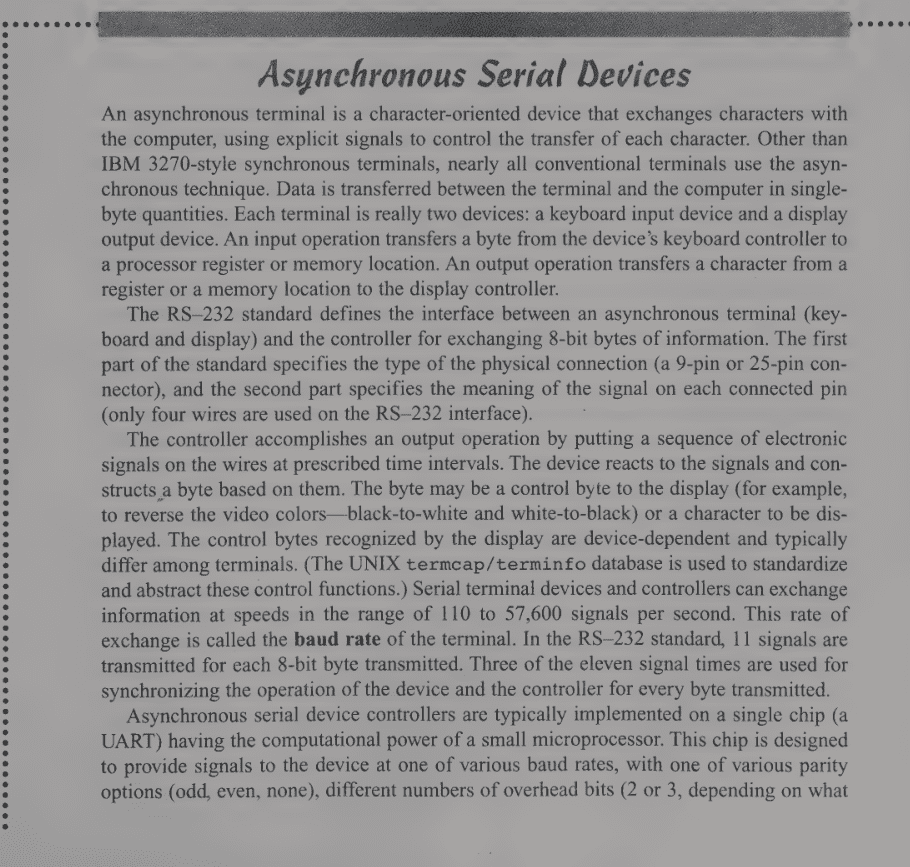 Asynchronous Serial Devices
An asynchronous terminal is a character-oriented device that exchanges characters with
the computer, using explicit signals to control the transfer of each character. Other than
IBM 3270-style synchronous terminals, nearly all conventional terminals use the asyn-
chronous technique. Data is transferred between the terminal and the computer in single-
byte quantities. Each terminal is really two devices: a keyboard input device and a display
output device. An input operation transfers a byte from the device's keyboard controller to
a processor register or memory location. An output operation transfers a character from a
register or a memory location to the display controller.
The RS–232 standard defines the interface between an asynchronous terminal (key-
board and display) and the controller for exchanging 8-bit bytes of information. The first
part of the standard specifies the type of the physical connection (a 9-pin or 25-pin con-
nector), and the second part specifies the meaning of the signal on each connected pin
(only four wires are used on the RS–232 interface).
The controller accomplishes an output operation by putting a sequence of electronic
signals on the wires at prescribed time intervals. The device reacts to the signals and con-
structs a byte based on them. The byte may be a control byte to the display (for example,
to reverse the video colors—black-to-white and white-to-black) or a character to be dis-
played. The control bytes recognized by the display are device-dependent and typically
differ among terminals. (The UNIX termcap/terminfo database is used to standardize
and abstract these control functions.) Serial terminal devices and controllers can exchange
information at speeds in the range of 110 to 57,600 signals per second. This rate of
exchange is called the baud rate of the terminal. In the RS–232 standard, 11 signals are
transmitted for each 8-bit byte transmitted. Three of the eleven signal times are used for
synchronizing the operation of the device and the controller for every byte transmitted.
Asynchronous serial device controllers are typically implemented on a single chip (a
UART) having the computational power of a small microprocessor. This chip is designed
to provide signals to the device at one of various baud rates, with one of various parity
options (odd, even, none), different numbers of overhead bits (2 or 3, depending on what